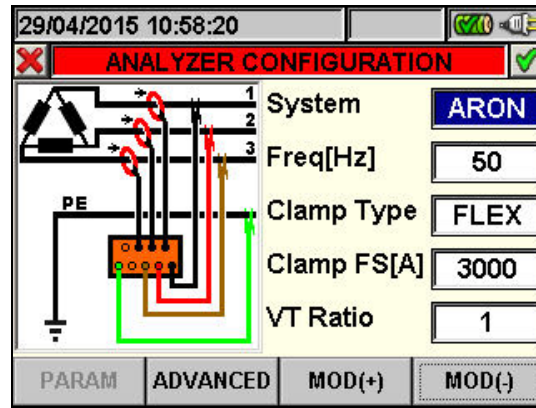 29/04/2015 10:58:20
ANALYZER CONFIGURATION
1
2
3
PE
System ARON
Freq[Hz] 50
Clamp Type FLEX
Clamp FS[A] 3000
VT Ratio 1
PARAM ADVANCED MOD(+) MOD(-)